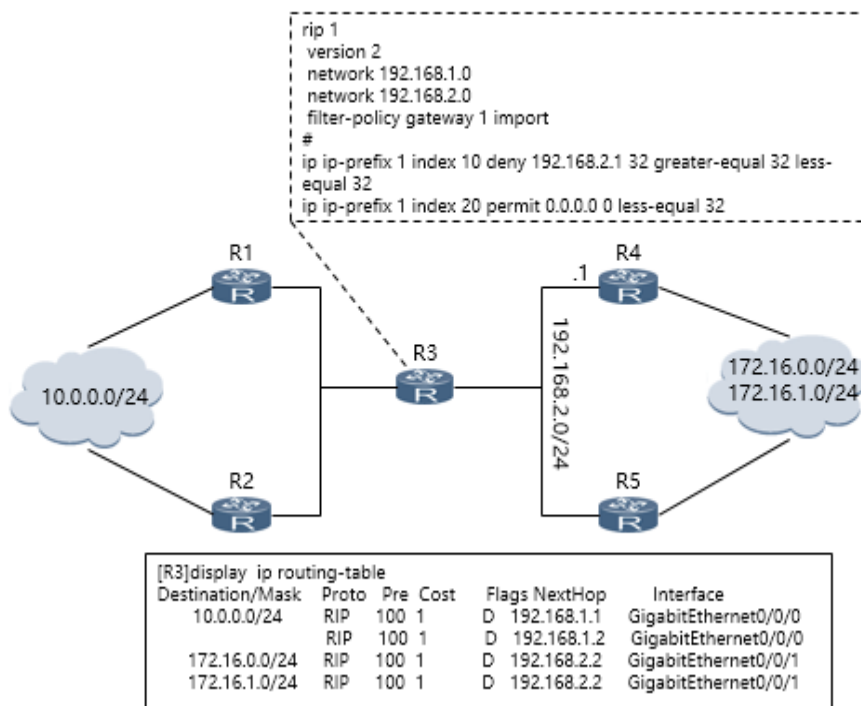 rip 1
version 2
network 192.168.1.0
network 192.168.2.0
filter-policy gateway 1 import
#
ip ip-prefix 1 index 10 deny 192.168.2.1 32 greater-equal 32 less-
equal 32
ip ip-prefix 1 index 20 permit 0.0.0.0 0 less-equal 32
R1
R
R4
.1
R
R3
R
10.0.0.0/24
192.168.2.0/24
172.16.0.0/24
172.16.1.0/24
R2
R
R5
R
[R3]display ip routing-table
Destination/Mask Proto Pre Cost Flags NextHop Interface
10.0.0.0/24 RIP 100 1 D 192.168.1.1 GigabitEthernet0/0/0
RIP 100 1 D 192.168.1.2 GigabitEthernet0/0/0
172.16.0.0/24 RIP 100 1 D 192.168.2.2 GigabitEthernet0/0/1
172.16.1.0/24 RIP 100 1 D 192.168.2.2 GigabitEthernet0/0/1